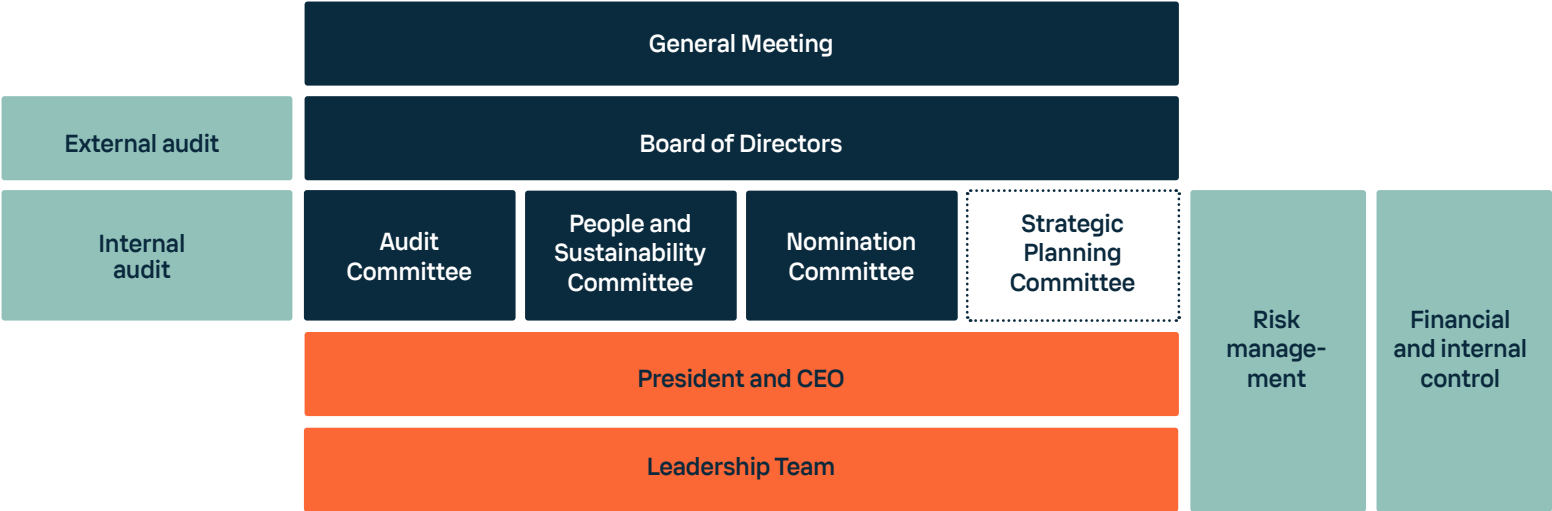 General Meeting
External audit
Board of Directors
Internal
audit
Audit
Committee
People and
Sustainability
Committee
Nomination
Committee
Strategic
Planning
Committee
Risk
manage-
ment
Financial
and internal
control
President and CEO
Leadership Team